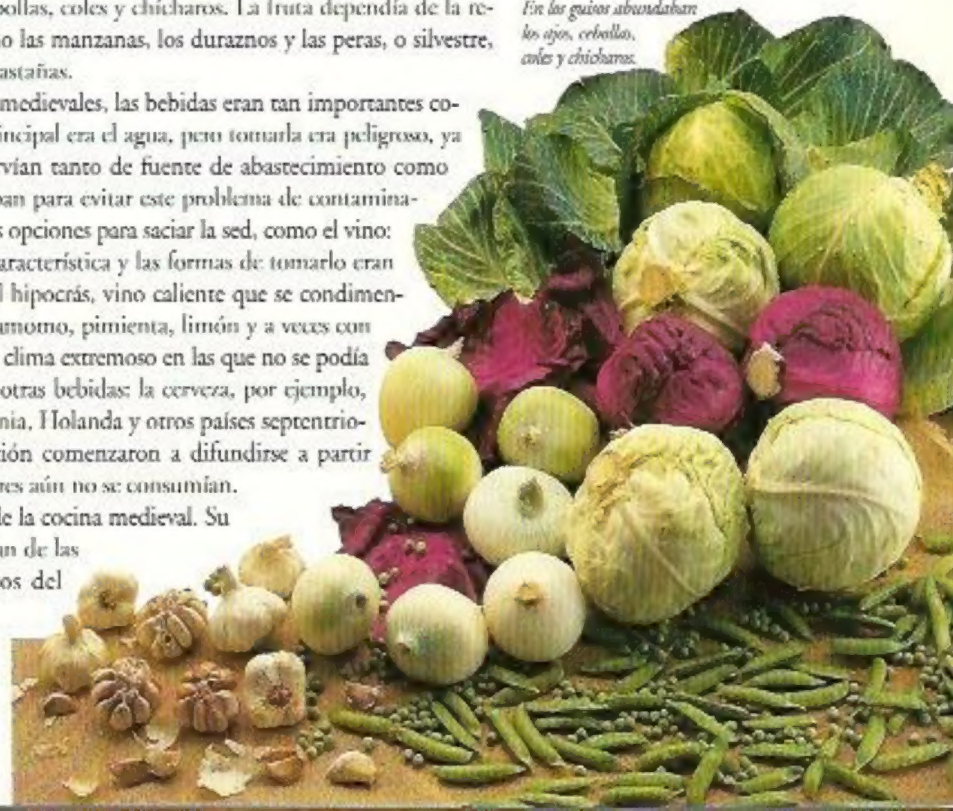 bollas, coles y chícharos. La fruta dependía de la re-
o las manzanas, los duraznos y las peras, o silvestre,
astañas.
medievales, las bebidas eran tan importantes co-
incipal era el agua, pero tomarla era peligroso, ya
vían tanto de fuente de abastecimiento como
ban para evitar este problema de contamina-
s opciones para saciar la sed, como el vino:
aracterística y las formas de tomarlo eran
l hipocrás, vino caliente que se condimen-
amomo, pimienta, limón y a veces con
clima extremoso en las que no se podía
otras bebidas: la cerveza, por ejemplo,
nia, Holanda y otros países septentrio-
ión comenzaron a difundirse a partir
res aún no se consumían.
de la cocina medieval. Su
an de las
os del
En los guisos abundaban
los ajos, cebollas,
coles y chícharos.